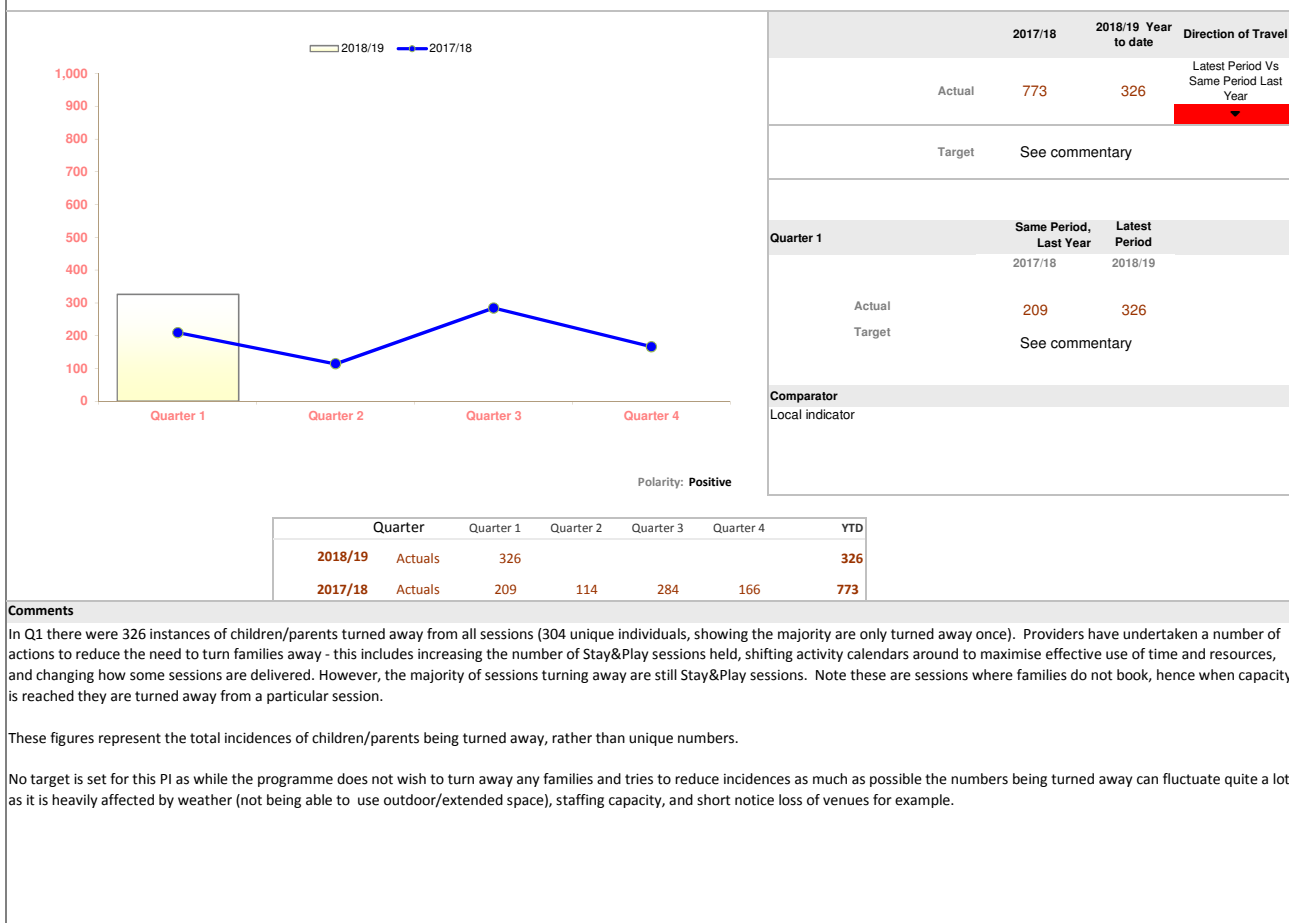 2018/19 2017/18
1,000
900
800
700
600
500
400
300
200
100
0
Quarter 1 Quarter 2 Quarter 3 Quarter 4
Polarity: Positive
2017/18 2018/19 Year to date Direction of Travel
Actual 773 326 Latest Period Vs Same Period Last Year
Target See commentary
Quarter 1 Same Period, Last Year Latest Period
2017/18 2018/19
Actual 209 326
Target See commentary
Comparator
Local indicator
Quarter Quarter 1 Quarter 2 Quarter 3 Quarter 4 YTD
2018/19 Actuals 326 326
2017/18 Actuals 209 114 284 166 773
Comments
In Q1 there were 326 instances of children/parents turned away from all sessions (304 unique individuals, showing the majority are only turned away once).  Providers have undertaken a number of
actions to reduce the need to turn families away - this includes increasing the number of Stay&Play sessions held, shifting activity calendars around to maximise effective use of time and resources,
and changing how some sessions are delivered. However, the majority of sessions turning away are still Stay&Play sessions.  Note these are sessions where families do not book, hence when capacity
is reached they are turned away from a particular session.
These figures represent the total incidences of children/parents being turned away, rather than unique numbers.
No target is set for this PI as while the programme does not wish to turn away any families and tries to reduce incidences as much as possible the numbers being turned away can fluctuate quite a lot
as it is heavily affected by weather (not being able to  use outdoor/extended space), staffing capacity, and short notice loss of venues for example.